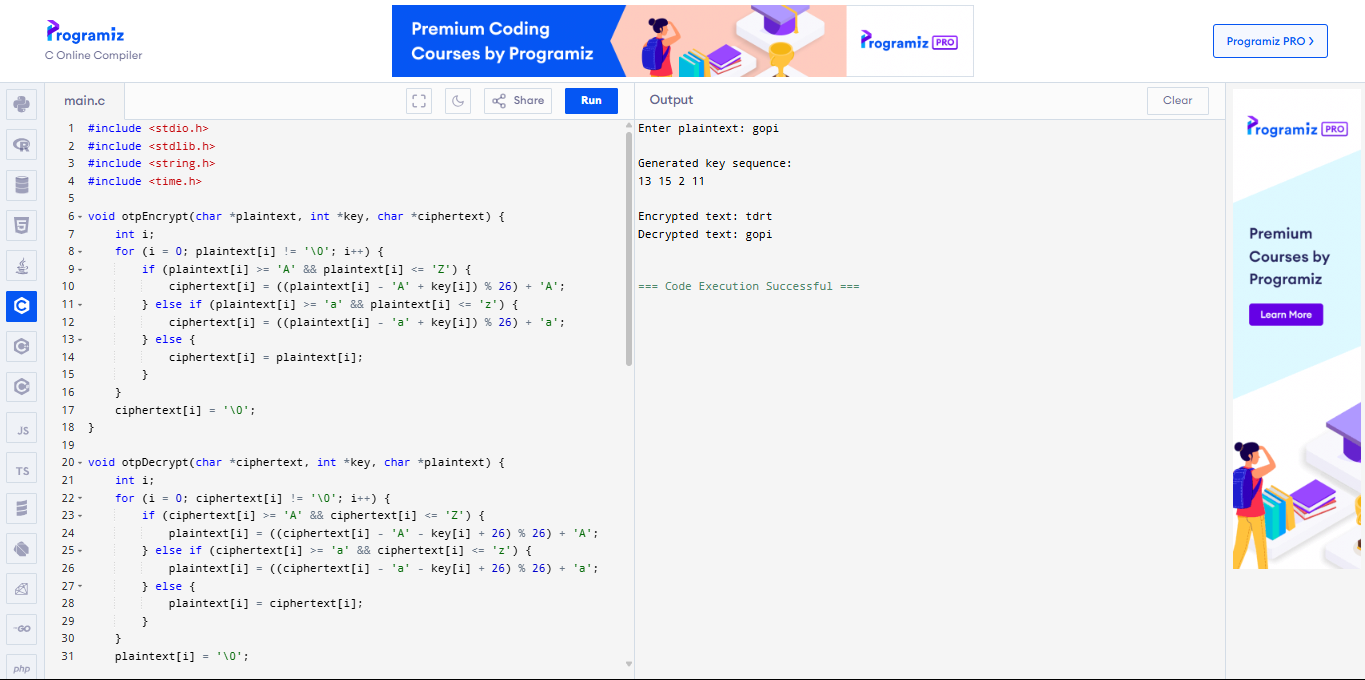 Programiz
C Online Compiler
Premium Coding
Courses by Programiz
Programiz PRO
Programiz PRO >
main.c
Share
Run
Output
Clear
1 #include <stdio.h>
2 #include <stdlib.h>
3 #include <string.h>
4 #include <time.h>
5
6 void otpEncrypt(char *plaintext, int *key, char *ciphertext) {
7     int i;
8     for (i = 0; plaintext[i] != '\0'; i++) {
9         if (plaintext[i] >= 'A' && plaintext[i] <= 'Z') {
10             ciphertext[i] = ((plaintext[i] - 'A' + key[i]) % 26) + 'A';
11         } else if (plaintext[i] >= 'a' && plaintext[i] <= 'z') {
12             ciphertext[i] = ((plaintext[i] - 'a' + key[i]) % 26) + 'a';
13         } else {
14             ciphertext[i] = plaintext[i];
15         }
16     }
17     ciphertext[i] = '\0';
18 }
19
20 void otpDecrypt(char *ciphertext, int *key, char *plaintext) {
21     int i;
22     for (i = 0; ciphertext[i] != '\0'; i++) {
23         if (ciphertext[i] >= 'A' && ciphertext[i] <= 'Z') {
24             plaintext[i] = ((ciphertext[i] - 'A' - key[i] + 26) % 26) + 'A';
25         } else if (ciphertext[i] >= 'a' && ciphertext[i] <= 'z') {
26             plaintext[i] = ((ciphertext[i] - 'a' - key[i] + 26) % 26) + 'a';
27         } else {
28             plaintext[i] = ciphertext[i];
29         }
30     }
31     plaintext[i] = '\0';
Enter plaintext: gopi
Generated key sequence:
13 15 2 11
Encrypted text: tdrt
Decrypted text: gopi
=== Code Execution Successful ===
Programiz PRO
Premium
Courses by
Programiz
Learn More
JS
TS
GO
php